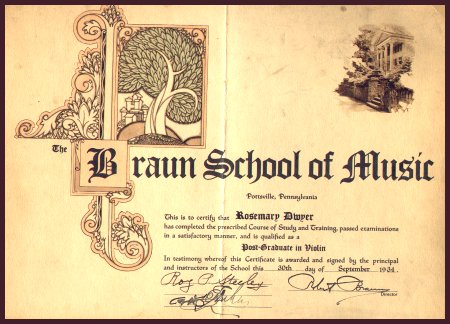 The Braun School of Music
Pottsville, Pennsylvania
This is to certify that Rosemary Dwyer
has completed the prescribed Course of Study and Training, passed examinations
in a satisfactory manner, and is qualified as a
Post-Graduate in Violin
In testimony whereof this Certificate is awarded and signed by the principal
and instructors of the School this 30th day of September 1934.
Robert Braun
Director